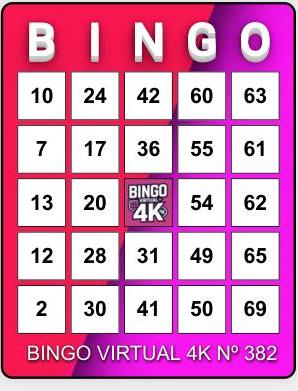 B I N G O
10 24 42 60 63
7 17 36 55 61
13 20 BINGO VIRTUAL 4K 54 62
12 28 31 49 65
2 30 41 50 69
BINGO VIRTUAL 4K Nº 382